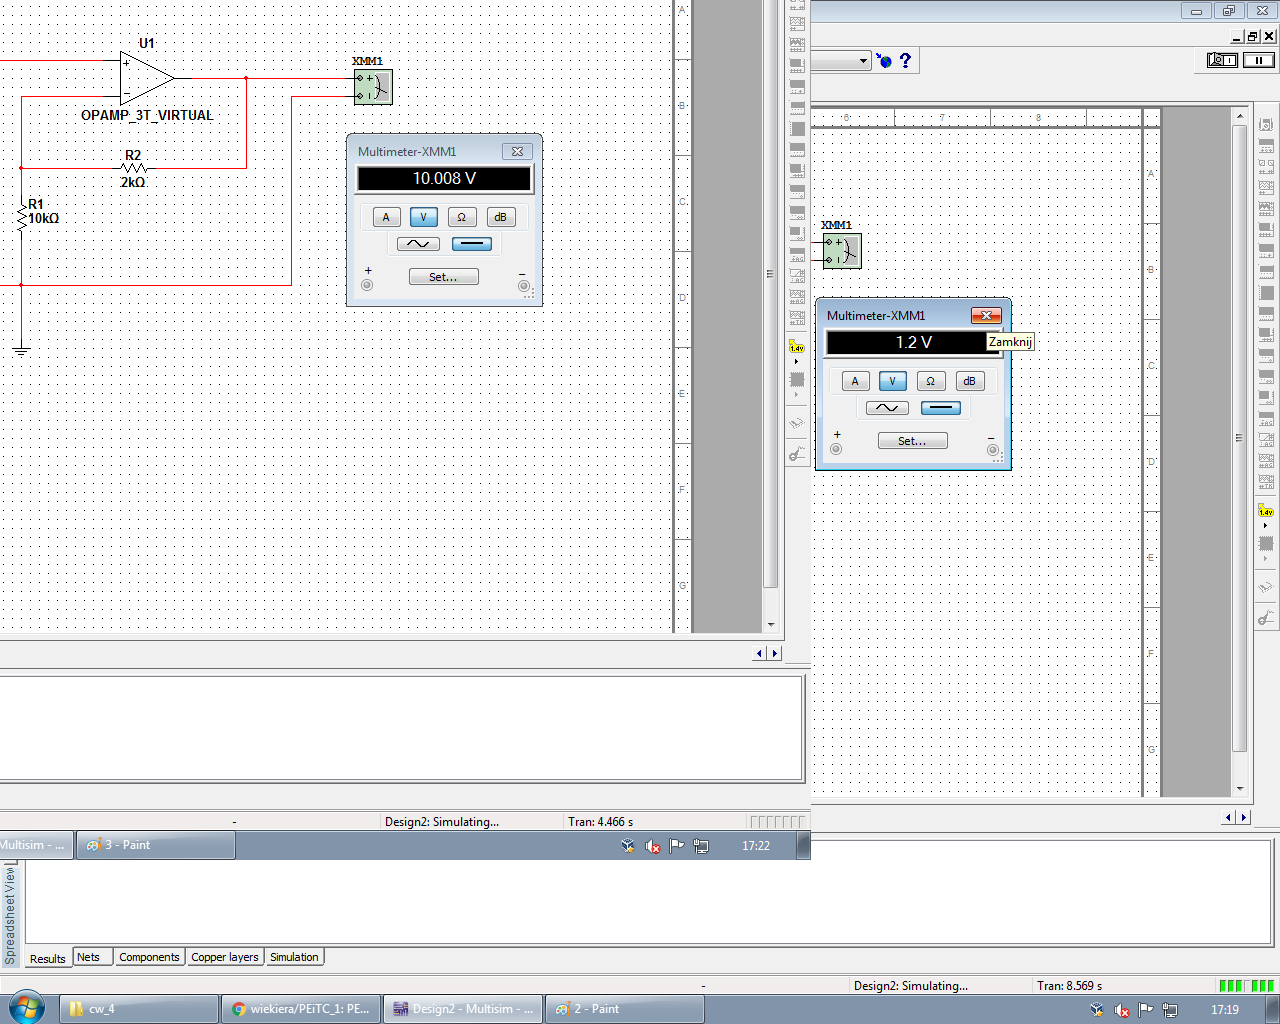 A
U1
XMM1
OPAMP_3T_VIRTUAL
B
R2
2kΩ
Multimeter-XMM1
10.008 V
A V Ω dB
Set...
R1
10kΩ
C
D
E
F
G
1.4v
Design2: Simulating...
Tran: 4.466 s
Multisim - ...
3 - Paint
17:22
6 7 8
A
XMM1
B
Multimeter-XMM1
1.2 V
Zamknij
A V Ω dB
Set...
C
D
E
F
G
1.4v
Spreadsheet View
Results Nets Components Copper layers Simulation
Design2: Simulating...
Tran: 8.569 s
cw_4
wiekiera/PEiTC_1: PE...
Design2 - Multisim - ...
2 - Paint
17:19